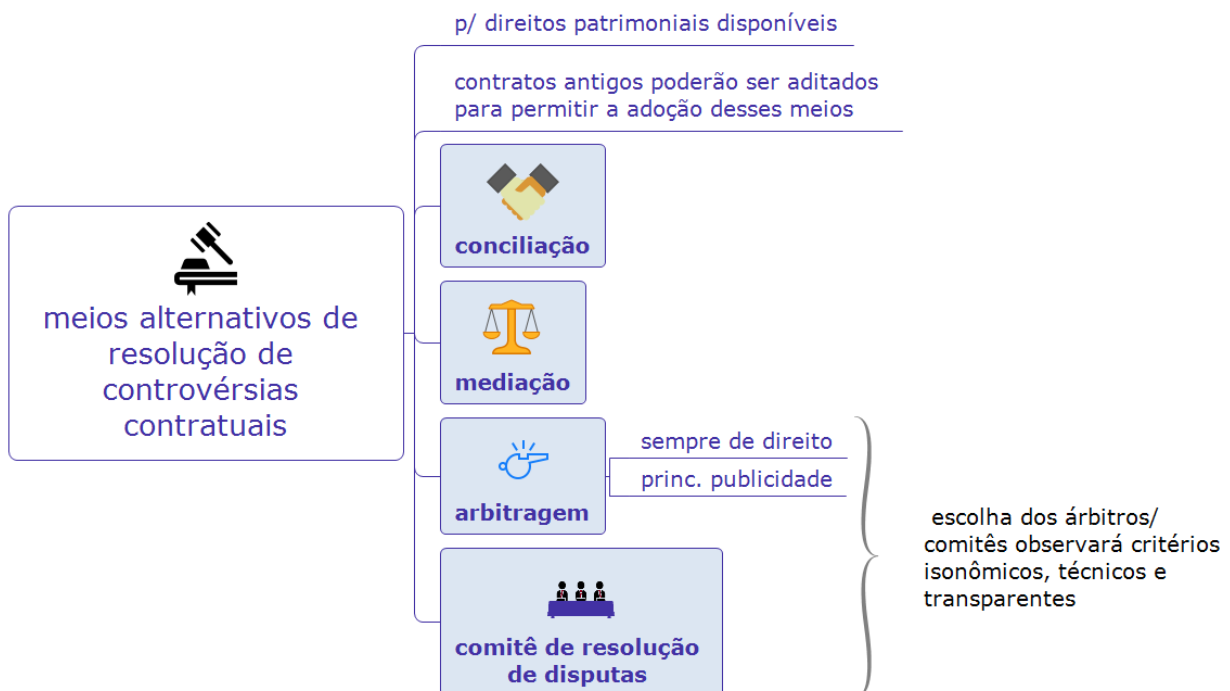 p/ direitos patrimoniais disponíveis
contratos antigos poderão ser aditados
para permitir a adoção desses meios
conciliação
meios alternativos de
resolução de
controvérsias
contratuais
mediação
arbitragem
sempre de direito
princ. publicidade
comitê de resolução
de disputas
escolha dos árbitros/
comitês observará critérios
isonômicos, técnicos e
transparentes